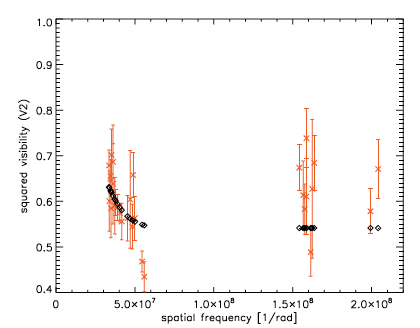 1.0
0.9
0.8
0.7
0.6
0.5
0.4
squared visibility (V2)
0 5.0×10⁷ 1.0×10⁸ 1.5×10⁸ 2.0×10⁸
spatial frequency [1/rad]